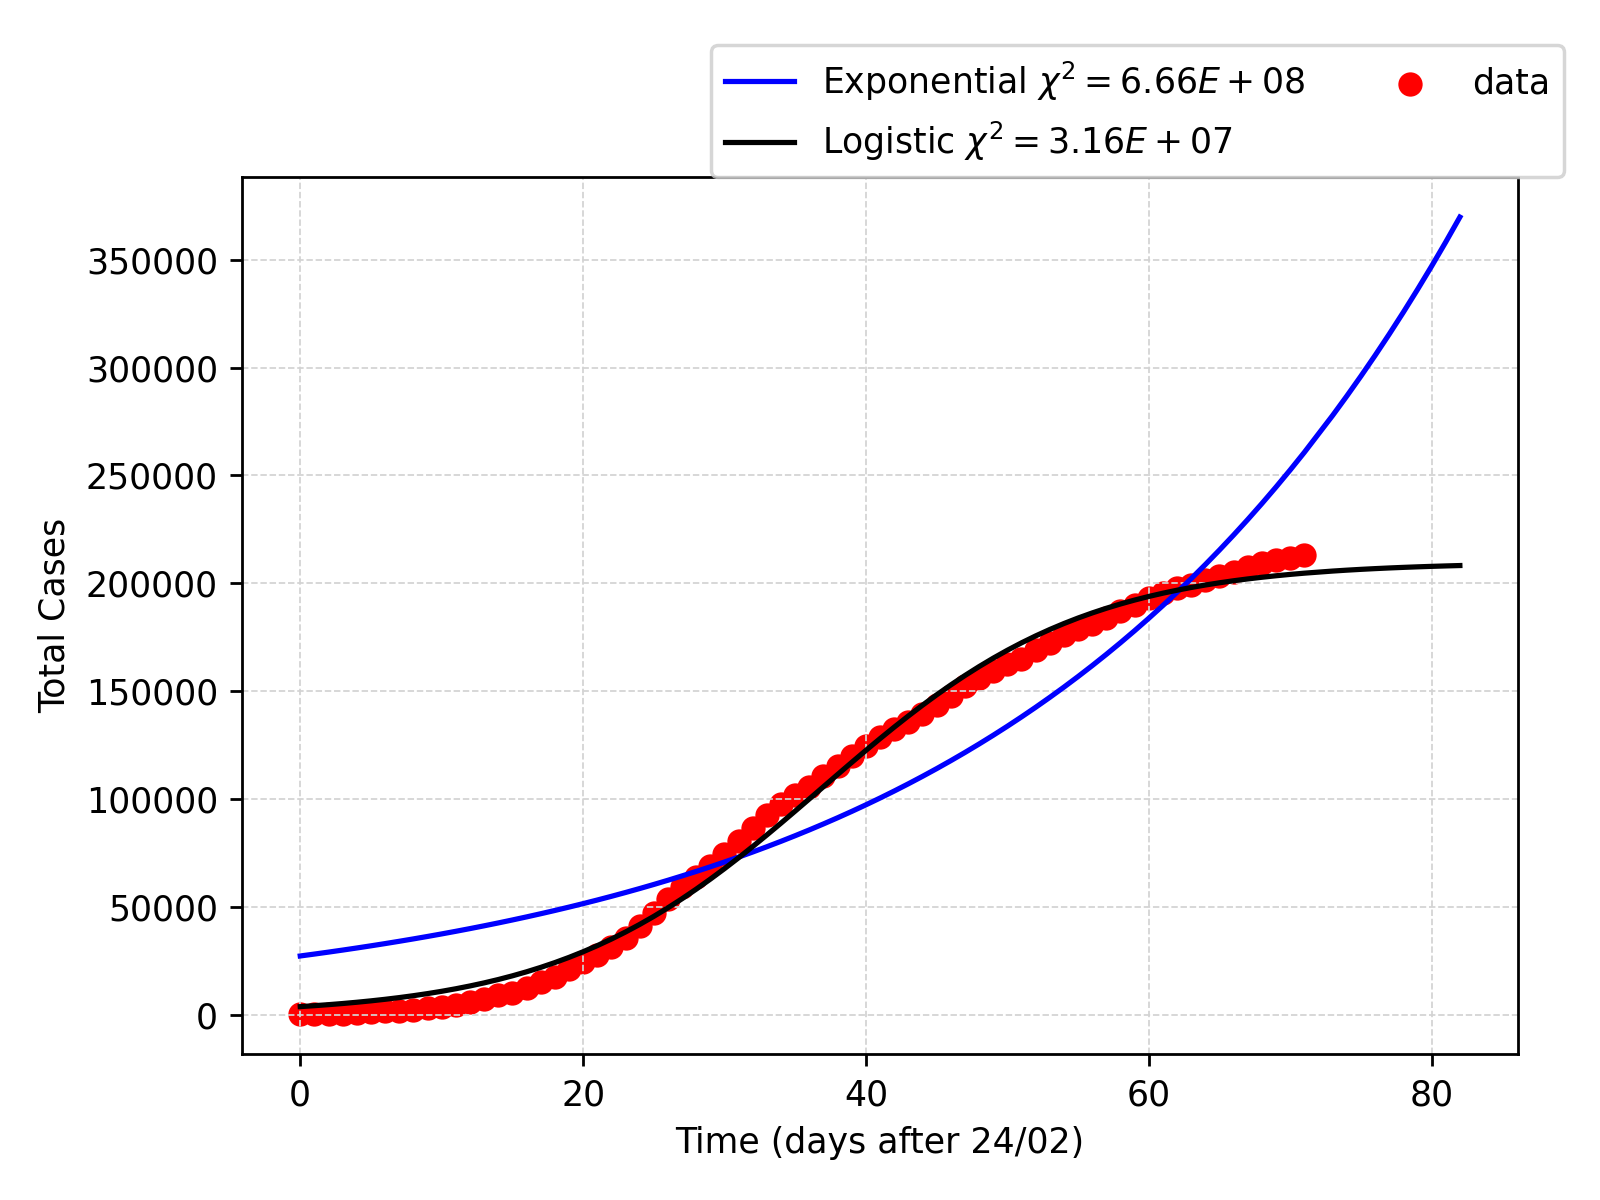 Exponential χ² = 6.66E + 08
data
Logistic χ² = 3.16E + 07
350000
300000
250000
200000
150000
100000
50000
0
Total Cases
0 20 40 60 80
Time (days after 24/02)